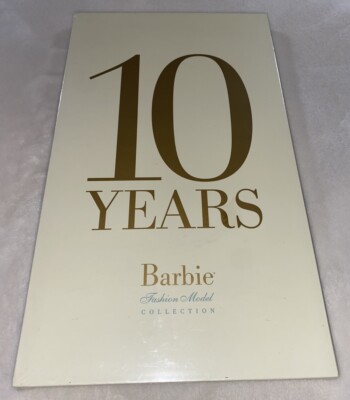 10
YEARS
Barbie
Fashion Model
COLLECTION